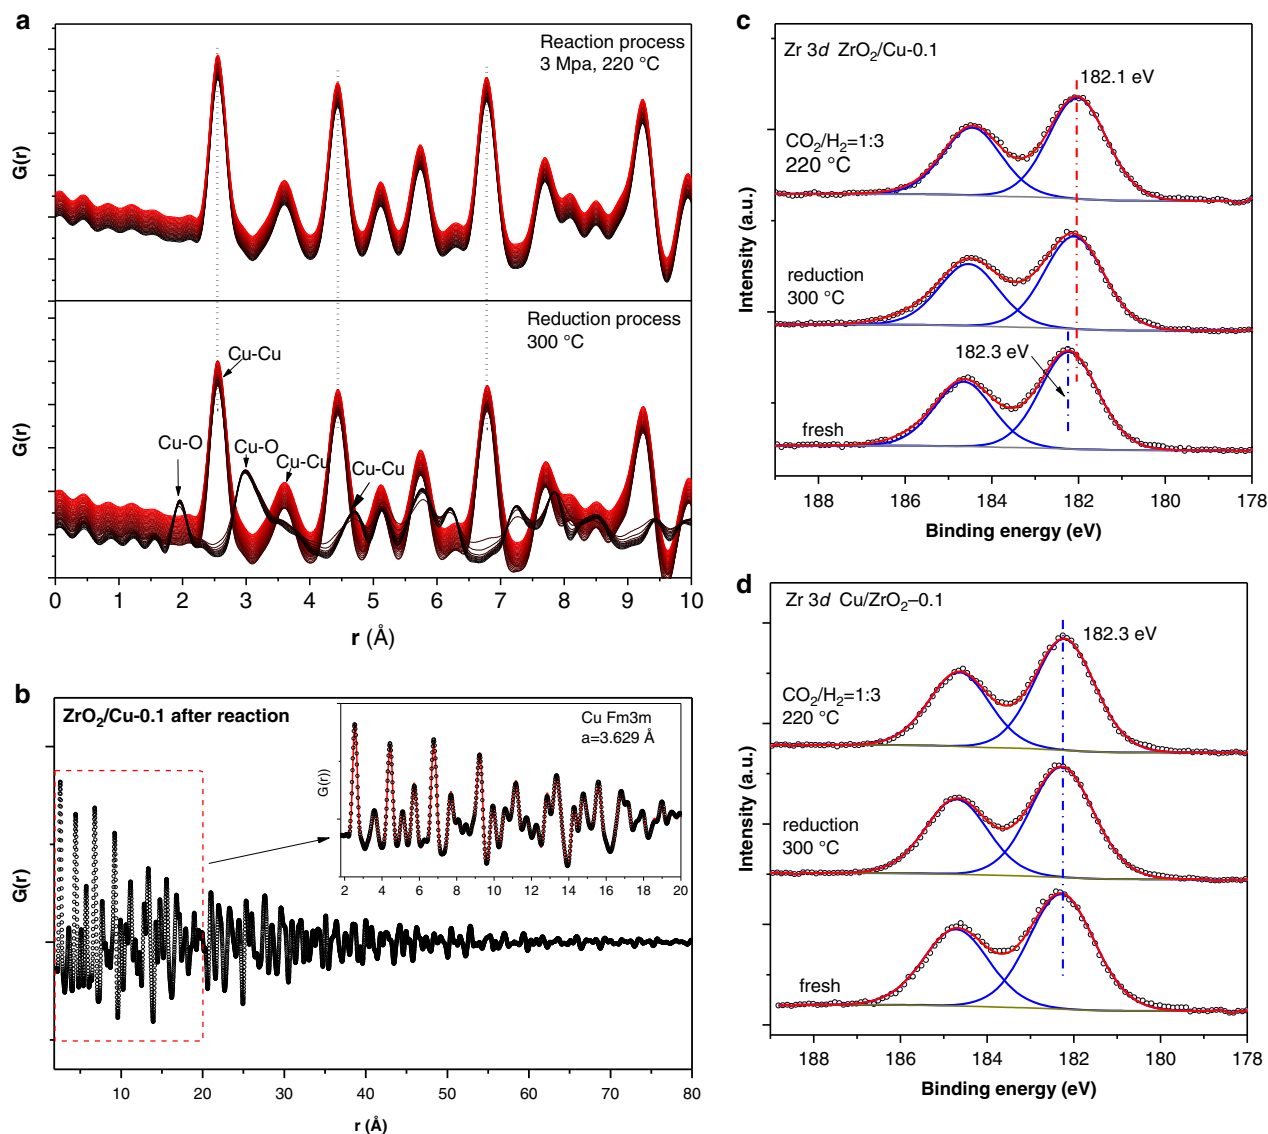 a
Reaction process
3 Mpa, 220 °C
G(r)
Reduction process
300 °C
Cu–Cu
Cu–O
Cu–O
Cu–Cu
Cu–Cu
G(r)
0 1 2 3 4 5 6 7 8 9 10
r (Å)
b
ZrO2/Cu-0.1 after reaction
Cu Fm3m
a=3.629 Å
G(r))
2 4 6 8 10 12 14 16 18 20
G(r)
10 20 30 40 50 60 70 80
r (Å)
c
Zr 3d ZrO2/Cu-0.1
182.1 eV
CO2/H2=1:3
220 °C
reduction
300 °C
182.3 eV
fresh
Intensity (a.u.)
188 186 184 182 180 178
Binding energy (eV)
d
Zr 3d Cu/ZrO2–0.1
182.3 eV
CO2/H2=1:3
220 °C
reduction
300 °C
fresh
Intensity (a.u.)
188 186 184 182 180 178
Binding energy (eV)